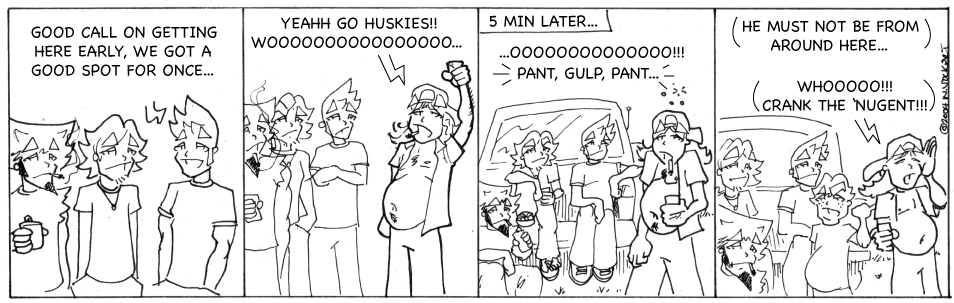 GOOD CALL ON GETTING
HERE EARLY, WE GOT A
GOOD SPOT FOR ONCE...
YEAHH GO HUSKIES!!
WOOOOOOOOOOOOOOOO...
5 MIN LATER...
...OOOOOOOOOOOOOO!!!
PANT, GULP, PANT...
(HE MUST NOT BE FROM
AROUND HERE...)
(WHOOOOO!!!
CRANK THE 'NUGENT!!!)